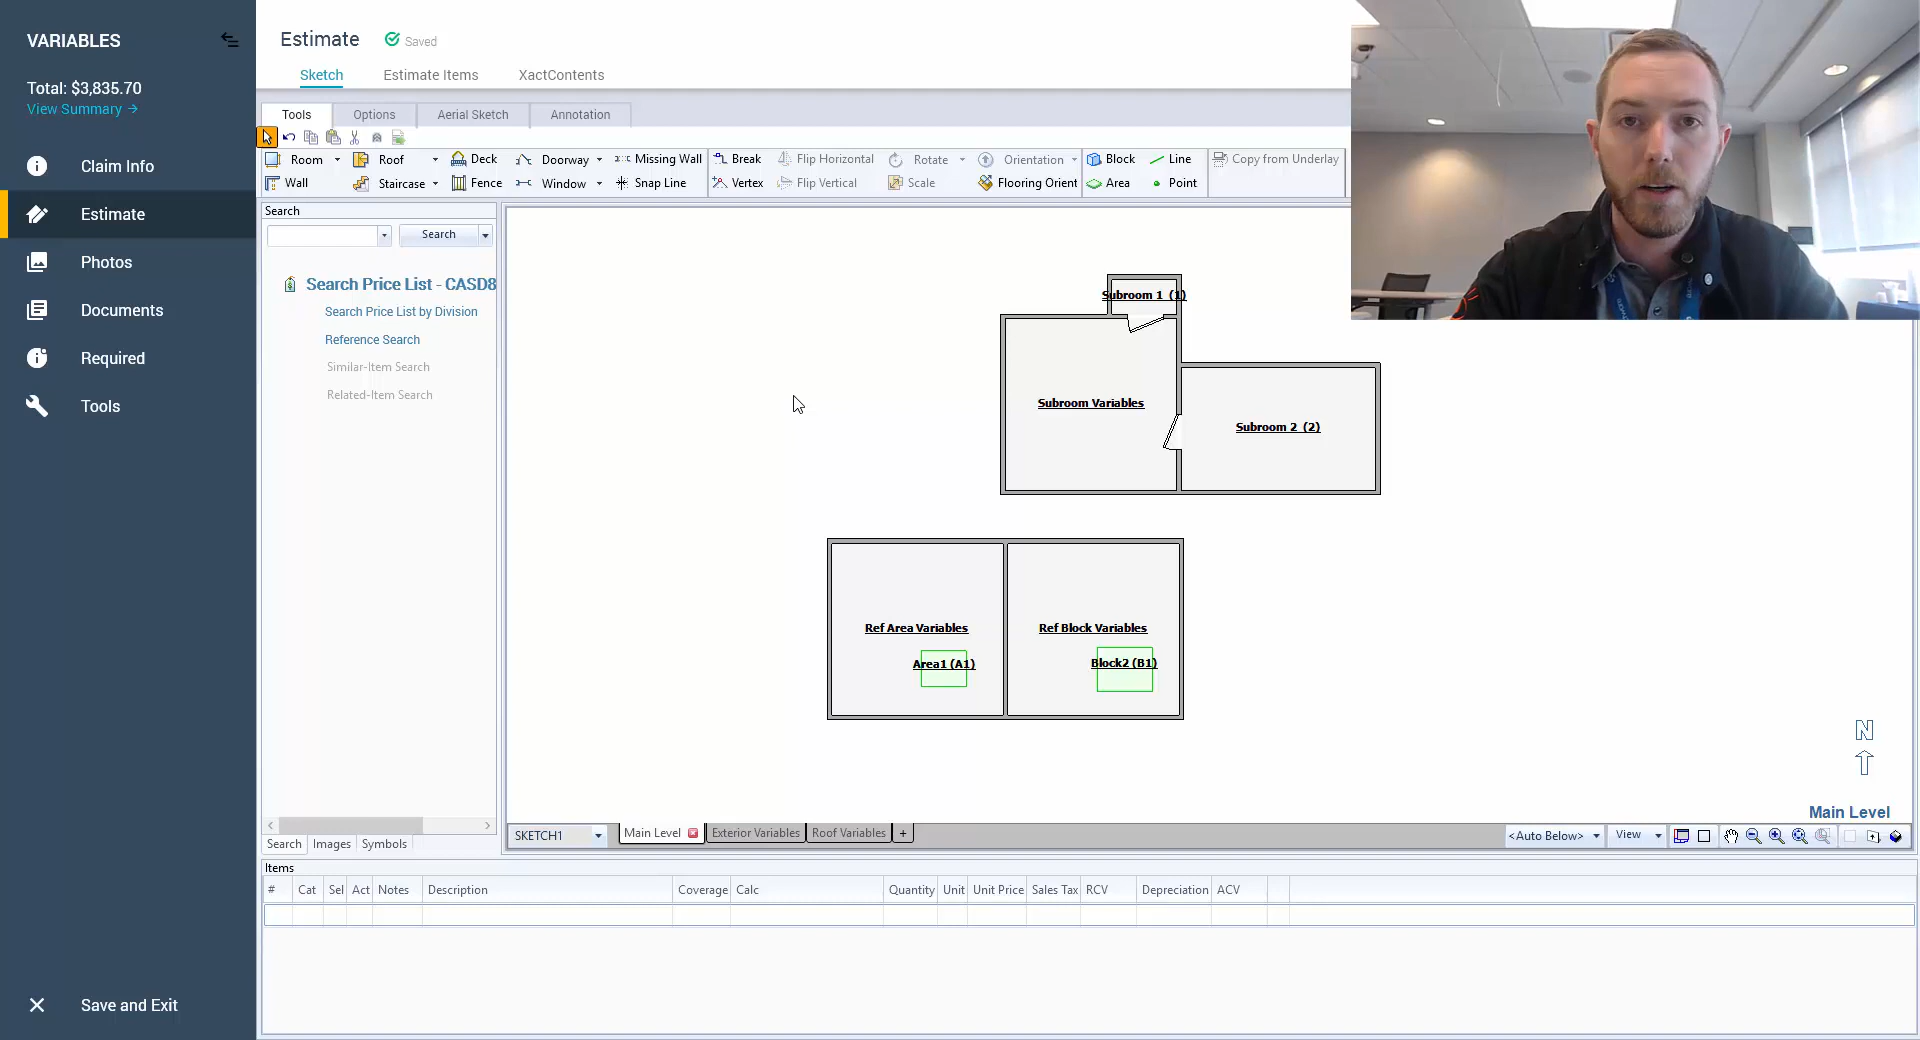 VARIABLES
Total: $3,835.70
View Summary
Claim Info
Estimate
Photos
Documents
Required
Tools
Save and Exit
Estimate
Saved
Sketch
Estimate Items
XactContents
Tools
Options
Aerial Sketch
Annotation
Room
Roof
Deck
Doorway
Missing Wall
Break
Flip Horizontal
Rotate
Orientation
Block
Line
Copy from Underlay
Wall
Staircase
Fence
Window
Snap Line
Vertex
Flip Vertical
Scale
Flooring Orient
Area
Point
Search
Search
Search Price List - CASD8
Search Price List by Division
Reference Search
Similar-Item Search
Related-Item Search
Subroom 1 (1)
Subroom Variables
Subroom 2 (2)
Ref Area Variables
Ref Block Variables
Area1 (A1)
Block2 (B1)
N
Main Level
Search
Images
Symbols
SKETCH1
Main Level
Exterior Variables
Roof Variables
+
<Auto Below>
View
Items
# Cat Sel Act Notes Description Coverage Calc Quantity Unit Unit Price Sales Tax RCV Depreciation ACV